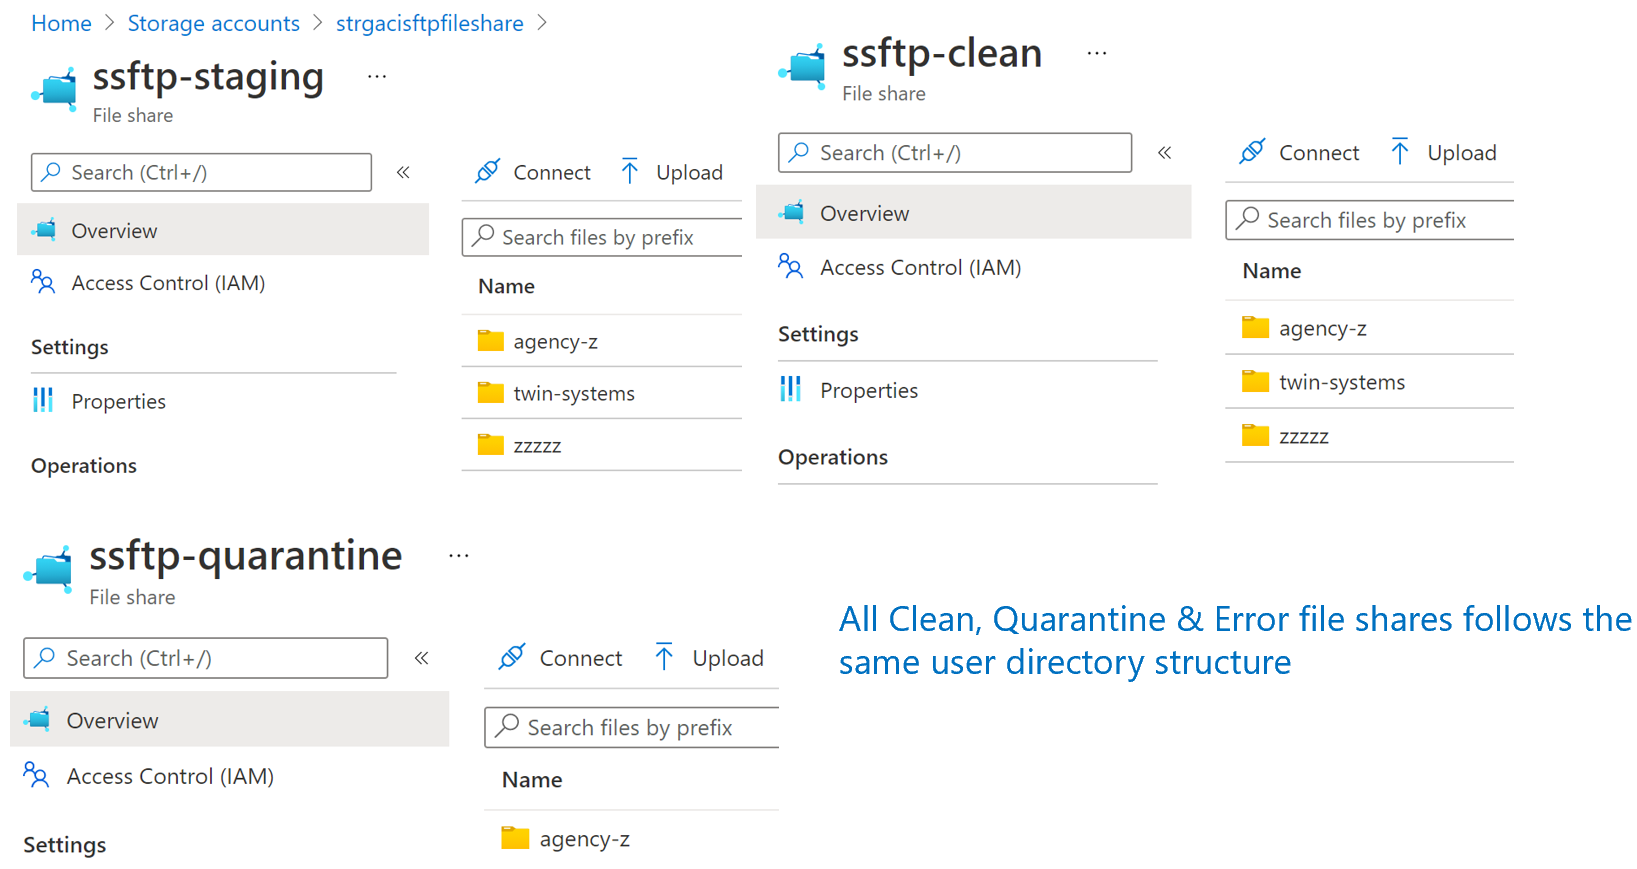 Home > Storage accounts > strgacisftpfileshare >
ssftp-staging ...
File share
Search (Ctrl+/) «
Overview
Access Control (IAM)
Settings
Properties
Operations
Connect Upload
Search files by prefix
Name
agency-z
twin-systems
zzzzz
ssftp-clean ...
File share
Search (Ctrl+/) «
Overview
Access Control (IAM)
Settings
Properties
Operations
Connect Upload
Search files by prefix
Name
agency-z
twin-systems
zzzzz
ssftp-quarantine ...
File share
Search (Ctrl+/) «
Overview
Access Control (IAM)
Settings
Connect Upload
Search files by prefix
Name
agency-z
All Clean, Quarantine & Error file shares follows the
same user directory structure